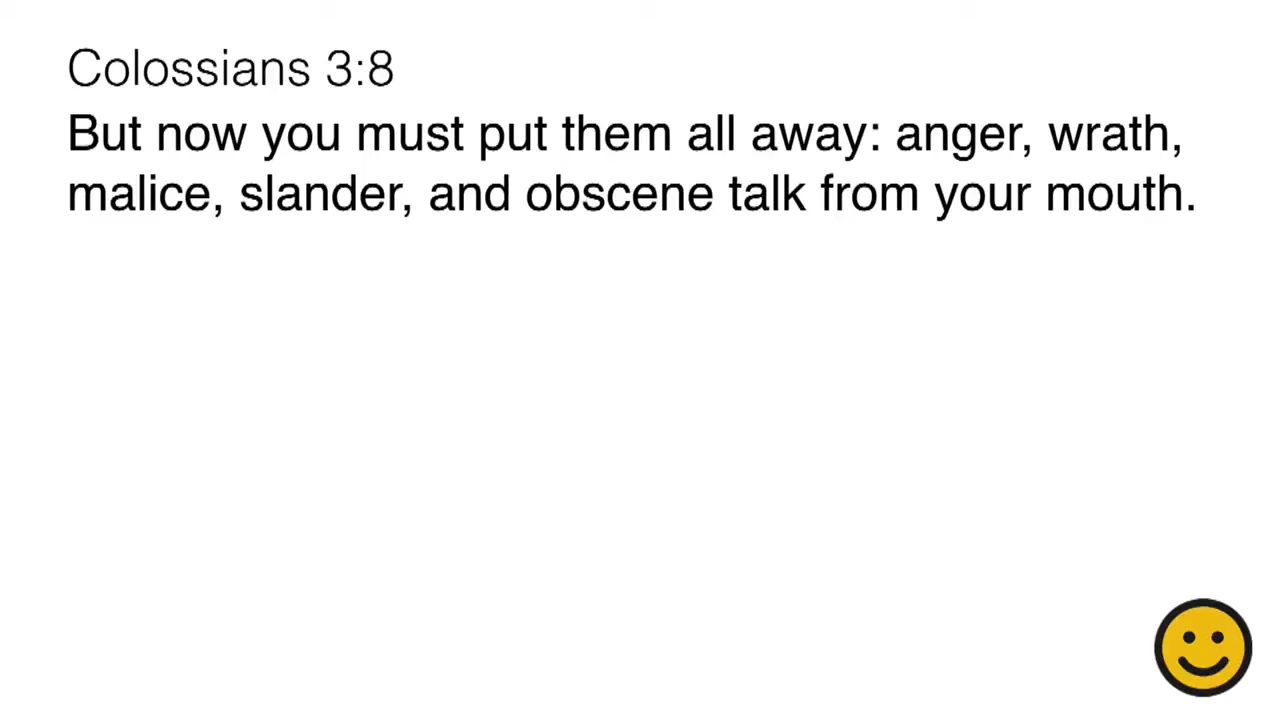 Colossians 3:8
But now you must put them all away: anger, wrath,
malice, slander, and obscene talk from your mouth.